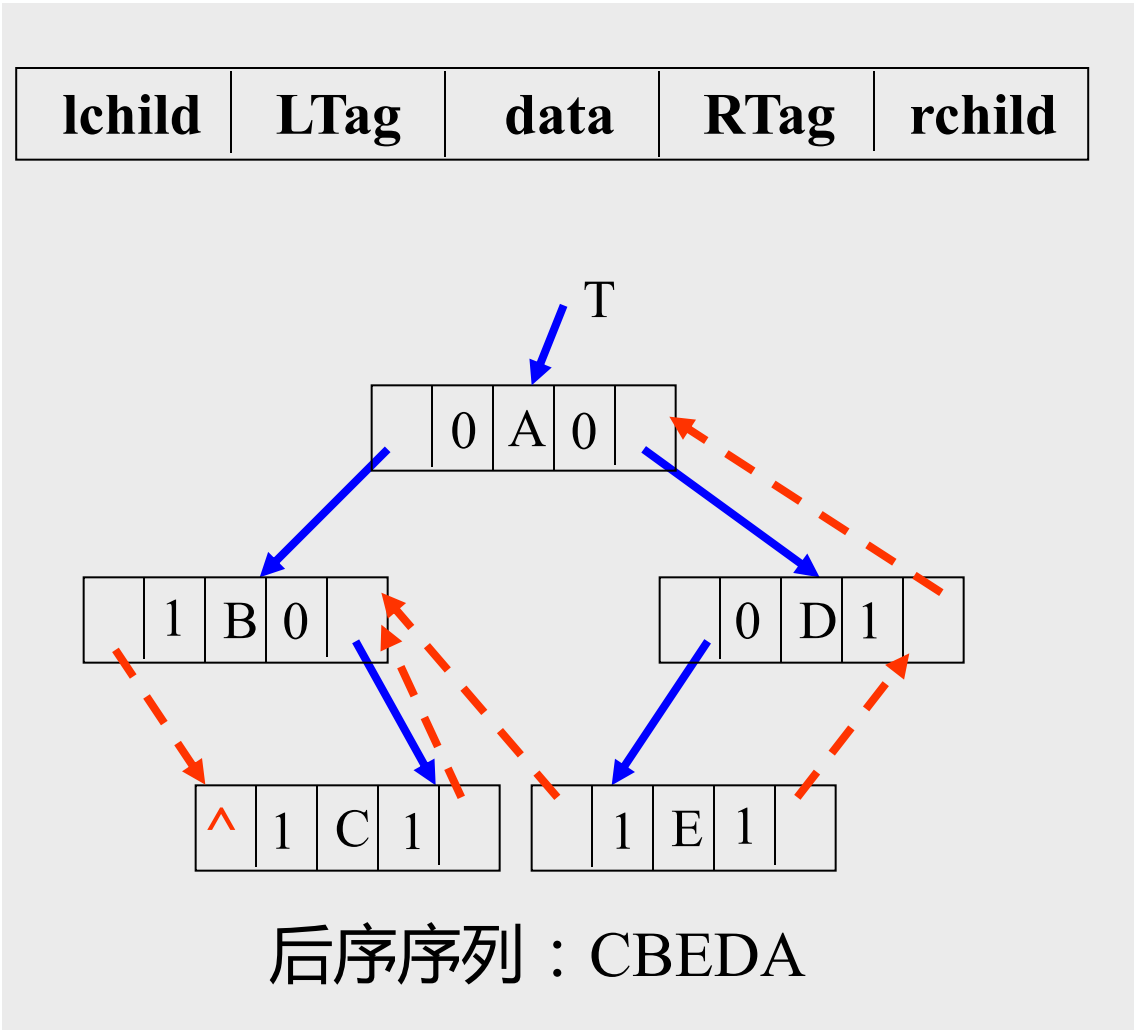 lchild LTag data RTag rchild
T
0 A 0
1 B 0
0 D 1
^ 1 C 1
1 E 1
后序序列：CBEDA